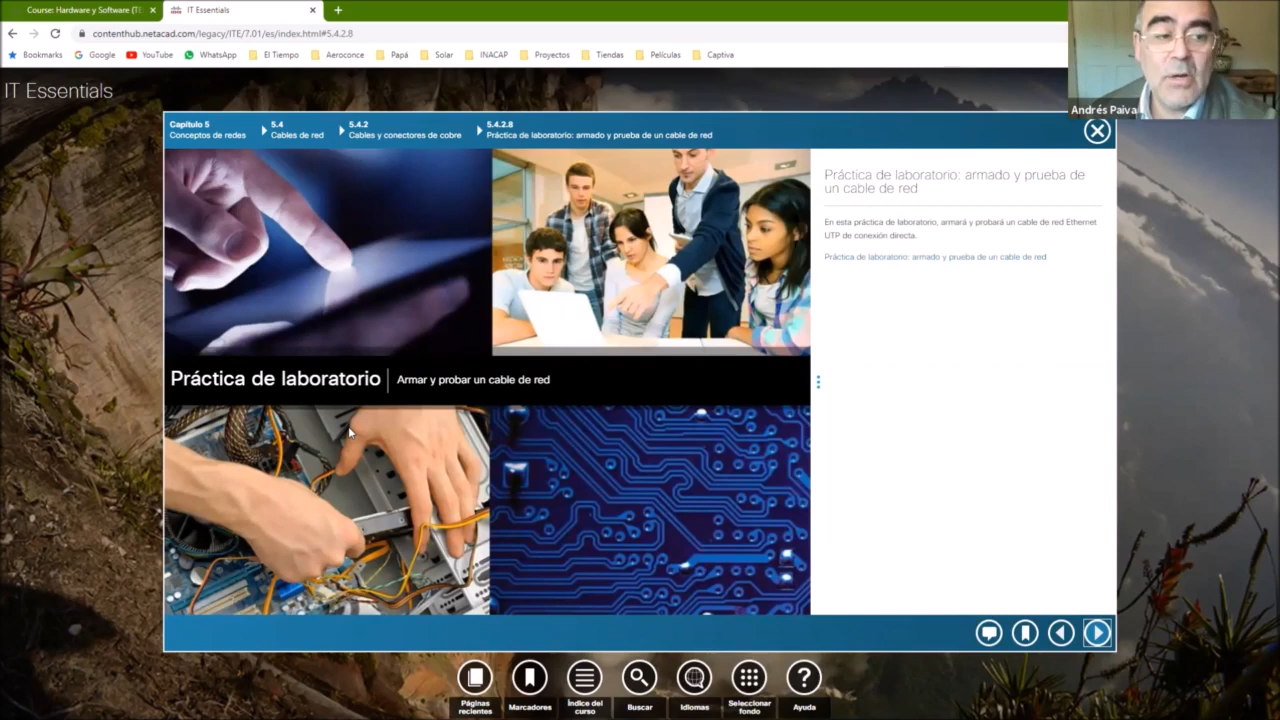 Course: Hardware y Software (TI
IT Essentials
contenthub.netacad.com/legacy/ITE/7.01/es/index.html#5.4.2.8
Bookmarks
Google
YouTube
WhatsApp
El Tiempo
Aeroconce
Papá
Solar
INACAP
Proyectos
Tiendas
Películas
Captiva
Andrés Paiva
IT Essentials
Capítulo 5
Conceptos de redes
5.4
Cables de red
5.4.2
Cables y conectores de cobre
5.4.2.8
Práctica de laboratorio: armado y prueba de un cable de red
Práctica de laboratorio: armado y prueba de
un cable de red
En esta práctica de laboratorio, armará y probará un cable de red Ethernet
UTP de conexión directa.
Práctica de laboratorio: armado y prueba de un cable de red
Práctica de laboratorio
Armar y probar un cable de red
Páginas
recientes
Marcadores
Índice del
curso
Buscar
Idiomas
Seleccionar
fondo
Ayuda